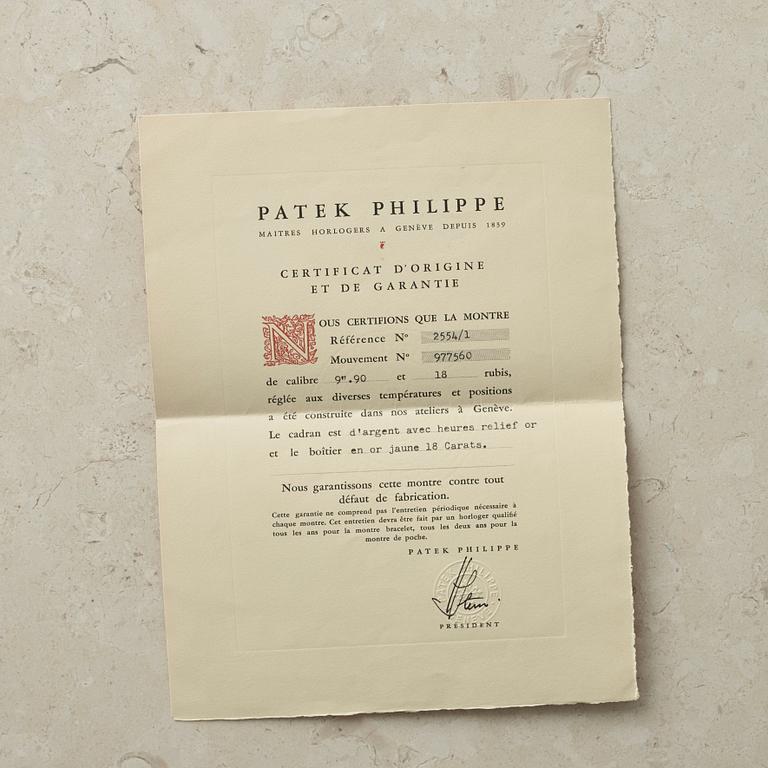 PATEK PHILIPPE
MAITRES HORLOGERS A GENÈVE DEPUIS 1839
CERTIFICAT D'ORIGINE
ET DE GARANTIE
NOUS CERTIFIONS QUE LA MONTRE
Référence Nº 2554/1
Mouvement Nº 977560
de calibre 9'''.90 et 18 rubis,
réglée aux diverses températures et positions
a été construite dans nos ateliers à Genève.
Le cadran est d'argent avec heures relief or
et le boîtier en or jaune 18 Carats.
Nous garantissons cette montre contre tout
défaut de fabrication.
Cette garantie ne comprend pas l'entretien périodique nécessaire à
chaque montre. Cet entretien devra être fait par un horloger qualifié
tous les ans pour la montre bracelet, tous les deux ans pour la
montre de poche.
PATEK PHILIPPE
PATEK PHILIPPE
PRÉSIDENT